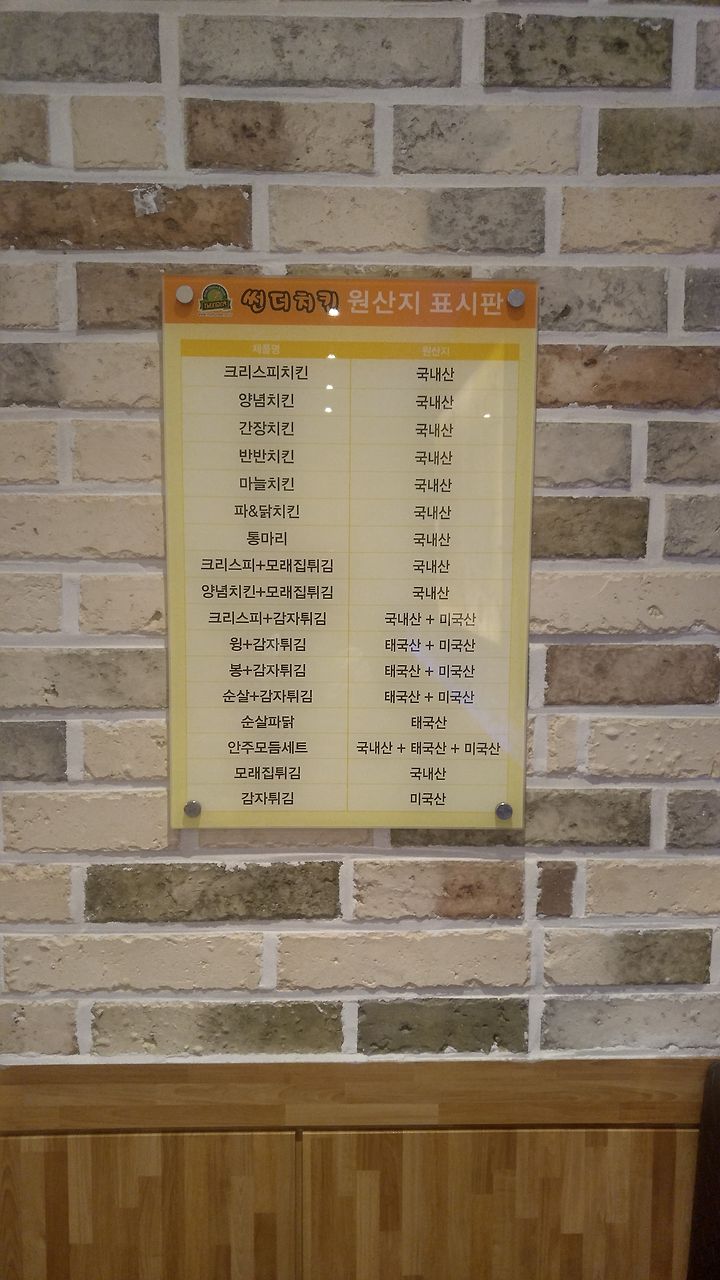 썬더치킨 원산지 표시판
제품명 원산지
크리스피치킨 국내산
양념치킨 국내산
간장치킨 국내산
반반치킨 국내산
마늘치킨 국내산
파&닭치킨 국내산
통마리 국내산
크리스피+모래집튀김 국내산
양념치킨+모래집튀김 국내산
크리스피+감자튀김 국내산 + 미국산
윙+감자튀김 태국산 + 미국산
봉+감자튀김 태국산 + 미국산
순살+감자튀김 태국산 + 미국산
순살파닭 태국산
안주모듬세트 국내산 + 태국산 + 미국산
모래집튀김 국내산
감자튀김 미국산